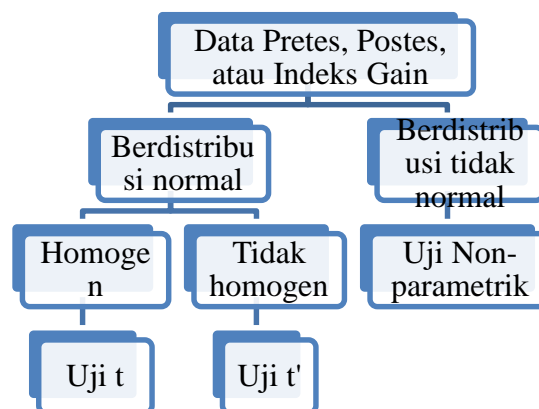 Data Pretes, Postes,
atau Indeks Gain
Berdistribu
si normal
Berdistrib
usi tidak
normal
Homoge
n
Tidak
homogen
Uji Non-
parametrik
Uji t
Uji t'